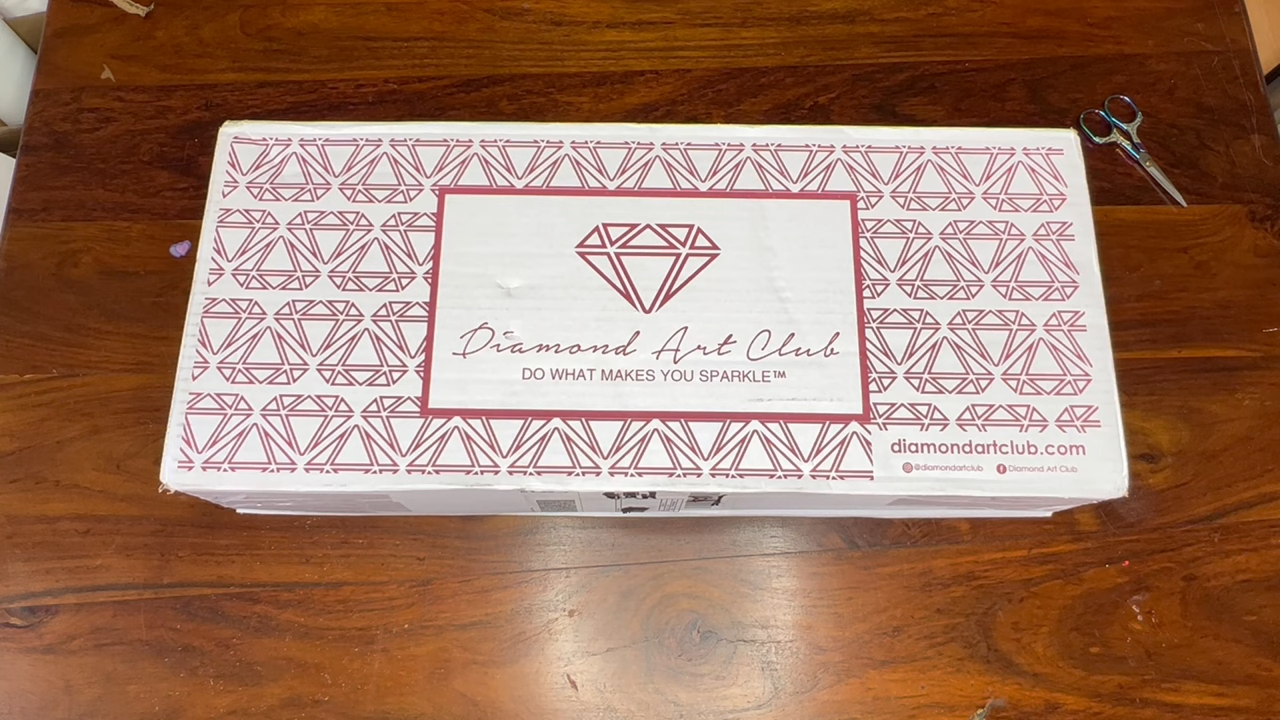 Diamond Art Club
DO WHAT MAKES YOU SPARKLE™
diamondartclub.com
@diamondartclub Diamond Art Club